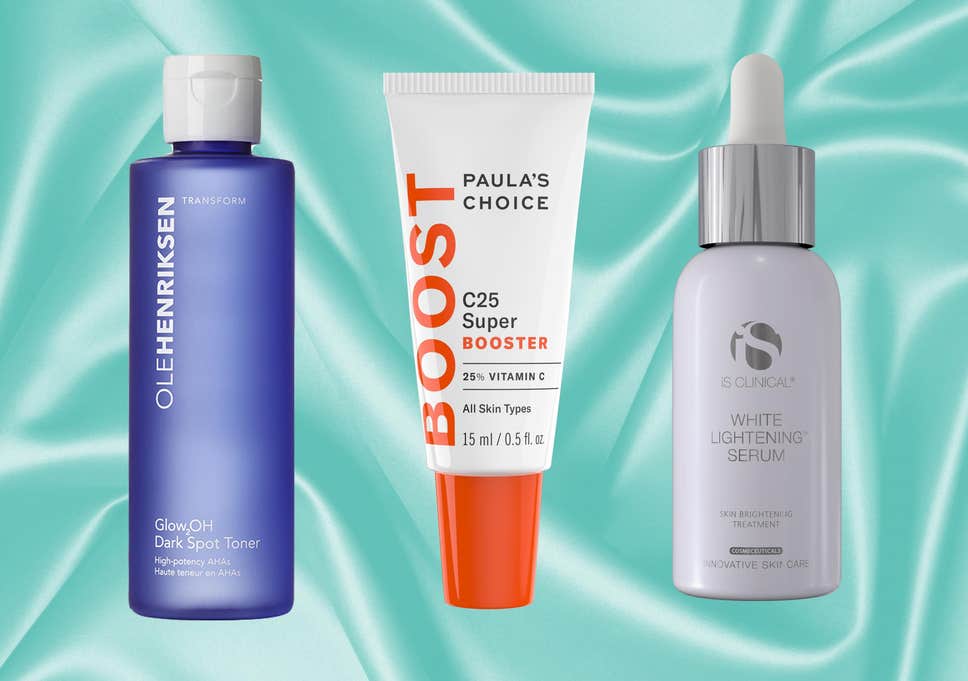 TRANSFORM
OLEHENRIKSEN
Glow₂OH
Dark Spot Toner
High-potency AHAs
Haute teneur en AHAs
BOOST
PAULA'S
CHOICE
C25
Super
BOOSTER
25% VITAMIN C
All Skin Types
15 ml / 0.5 fl. oz.
iS
iS CLINICAL®
WHITE
LIGHTENING™
SERUM
SKIN BRIGHTENING
TREATMENT
COSMECEUTICALS
INNOVATIVE SKIN CARE